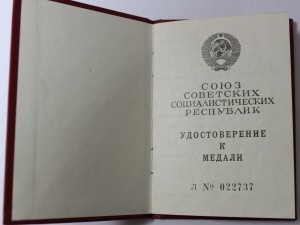 СОЮЗ
СОВЕТСКИХ
СОЦИАЛИСТИЧЕСКИХ
РЕСПУБЛИК
УДОСТОВЕРЕНИЕ
К
МЕДАЛИ
Л № 022737